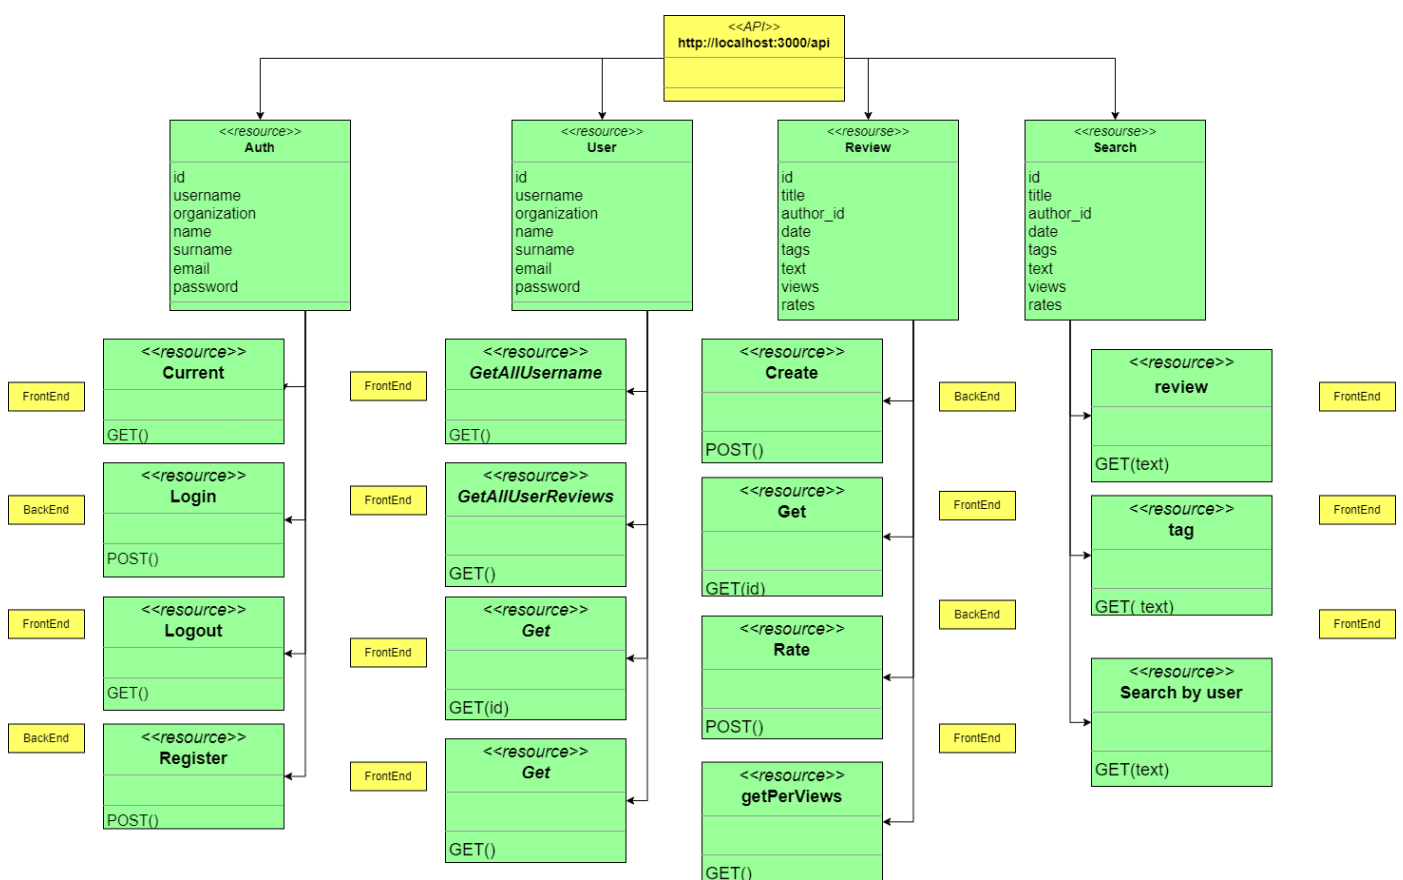 <<API>>
http://localhost:3000/api
<<resource>>
Auth
id
username
organization
name
surname
email
password
<<resource>>
User
id
username
organization
name
surname
email
password
<<resourse>>
Review
id
title
author_id
date
tags
text
views
rates
<<resourse>>
Search
id
title
author_id
date
tags
text
views
rates
FrontEnd
<<resource>>
Current
GET()
BackEnd
<<resource>>
Login
POST()
FrontEnd
<<resource>>
Logout
GET()
BackEnd
<<resource>>
Register
POST()
FrontEnd
<<resource>>
GetAllUsername
GET()
FrontEnd
<<resource>>
GetAllUserReviews
GET()
FrontEnd
<<resource>>
Get
GET(id)
FrontEnd
<<resource>>
Get
GET()
<<resource>>
Create
POST()
BackEnd
<<resource>>
Get
GET(id)
FrontEnd
<<resource>>
Rate
POST()
BackEnd
<<resource>>
getPerViews
GET()
FrontEnd
<<resource>>
review
GET(text)
FrontEnd
<<resource>>
tag
GET( text)
FrontEnd
<<resource>>
Search by user
GET(text)
FrontEnd